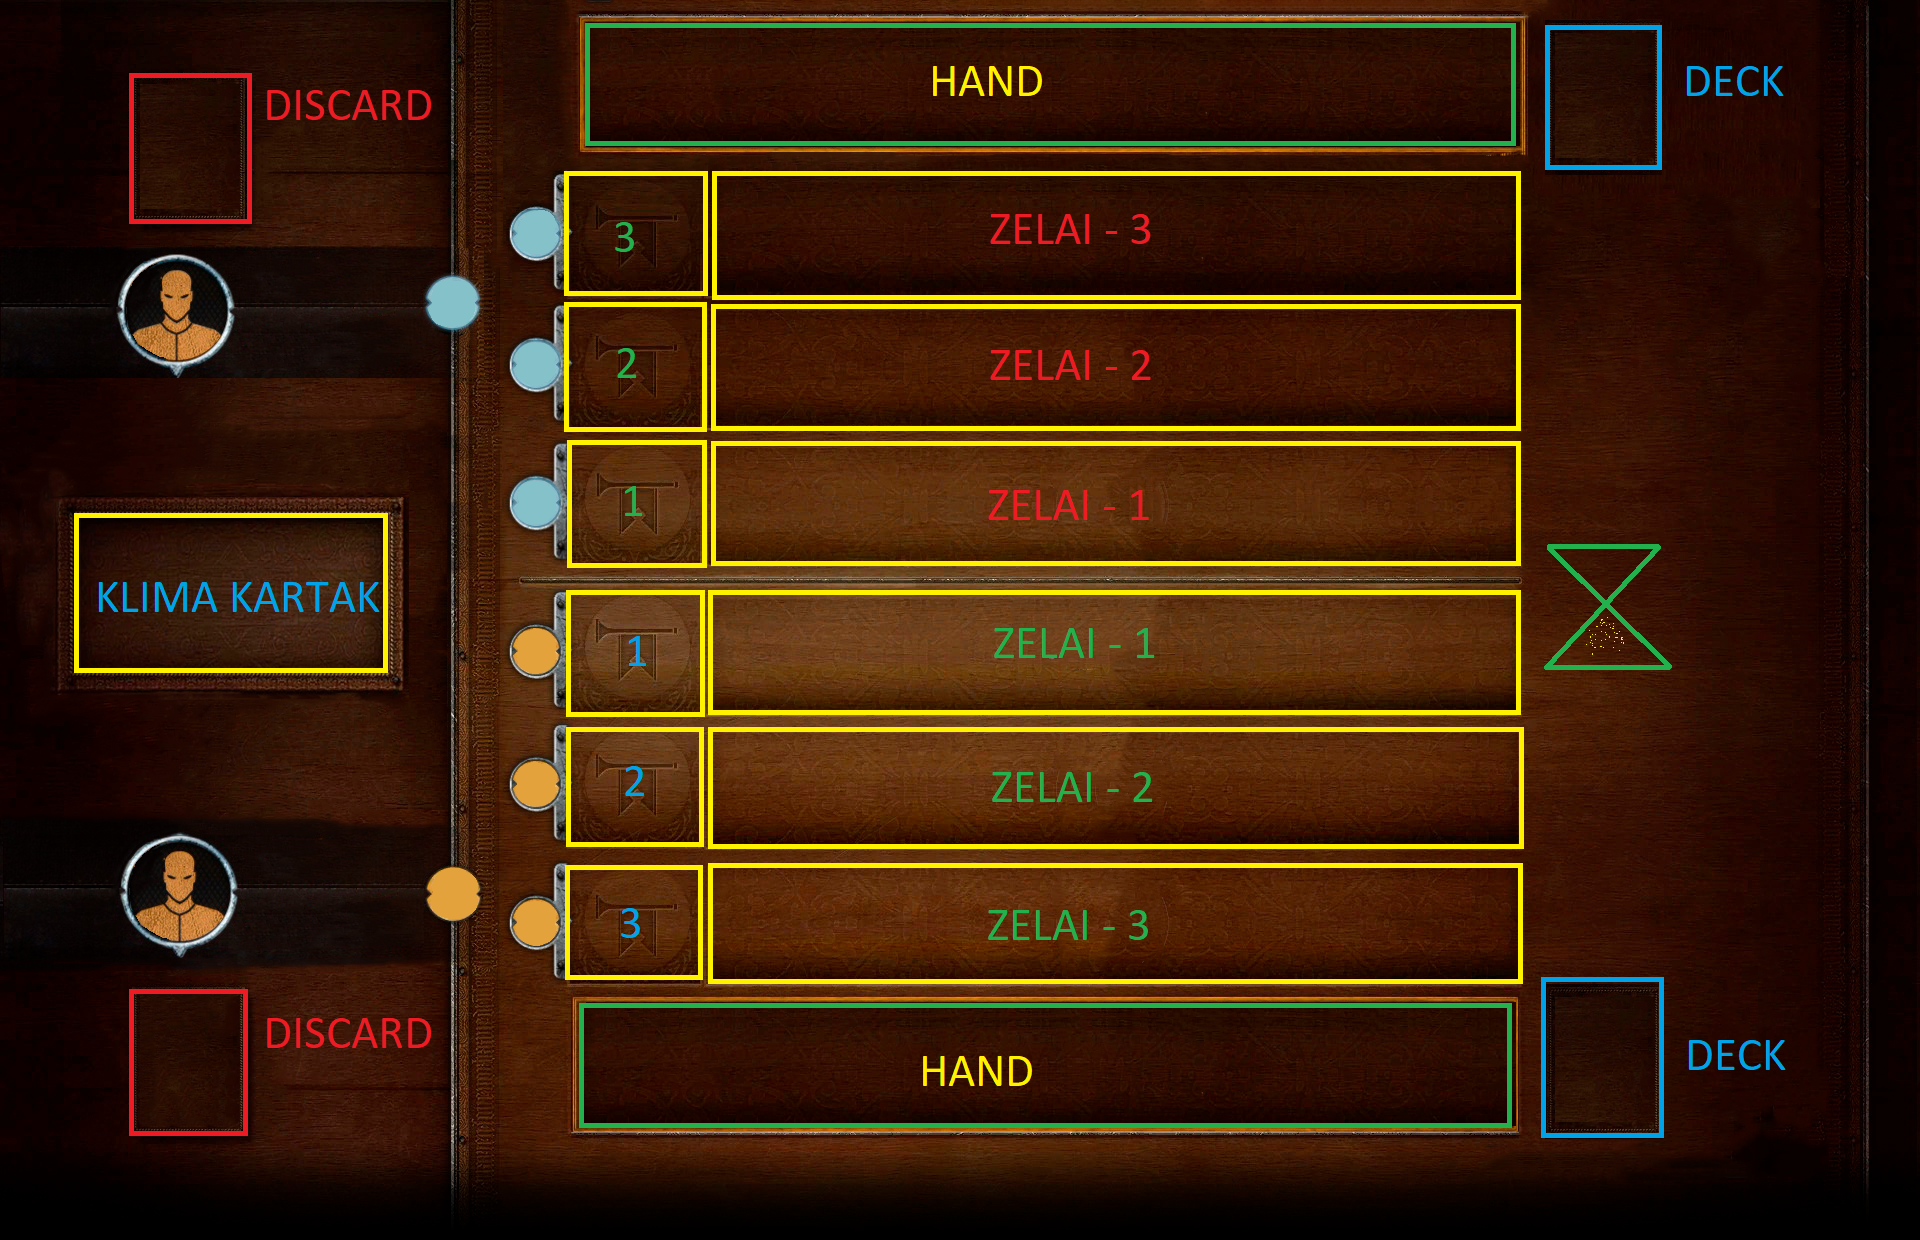 HAND
DECK
DISCARD
3
ZELAI - 3
2
ZELAI - 2
1
ZELAI - 1
KLIMA KARTAK
1
ZELAI - 1
2
ZELAI - 2
3
ZELAI - 3
DISCARD
HAND
DECK